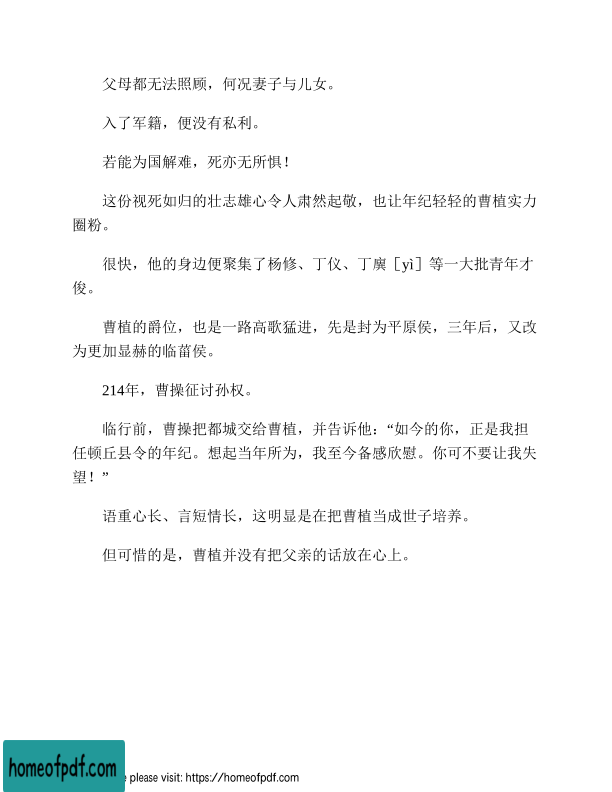 父母都无法照顾，何况妻子与儿女。
入了军籍，便没有私利。
若能为国解难，死亦无所惧！
这份视死如归的壮志雄心令人肃然起敬，也让年纪轻轻的曹植实力
圈粉。
很快，他的身边便聚集了杨修、丁仪、丁廙［yì］等一大批青年才
俊。
曹植的爵位，也是一路高歌猛进，先是封为平原侯，三年后，又改
为更加显赫的临菑侯。
214年，曹操征讨孙权。
临行前，曹操把都城交给曹植，并告诉他：“如今的你，正是我担
任顿丘县令的年纪。想起当年所为，我至今备感欣慰。你可不要让我失
望！”
语重心长、言短情长，这明显是在把曹植当成世子培养。
但可惜的是，曹植并没有把父亲的话放在心上。
homeofpdf.com
please visit: https://homeofpdf.com